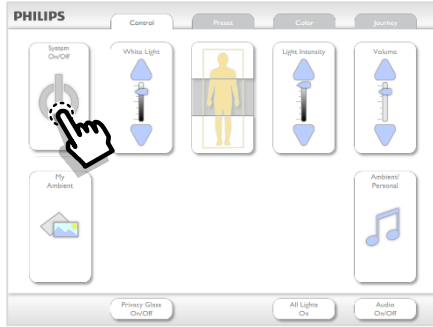 PHILIPS
Control
Preset
Color
Journey
System
On/Off
White Light
Light Intensity
Volume
My
Ambient
Ambient/
Personal
Privacy Glass
On/Off
All Lights
On
Audio
On/Off